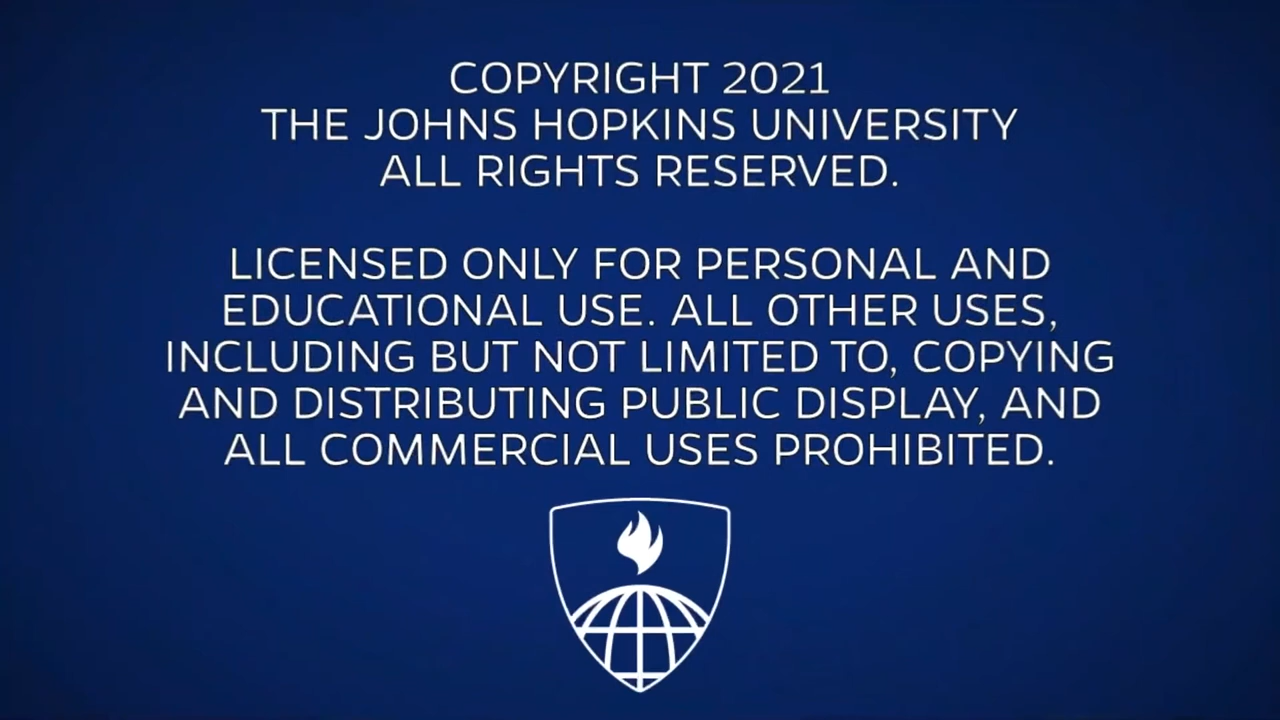 COPYRIGHT 2021
THE JOHNS HOPKINS UNIVERSITY
ALL RIGHTS RESERVED.
LICENSED ONLY FOR PERSONAL AND
EDUCATIONAL USE. ALL OTHER USES,
INCLUDING BUT NOT LIMITED TO, COPYING
AND DISTRIBUTING PUBLIC DISPLAY, AND
ALL COMMERCIAL USES PROHIBITED.